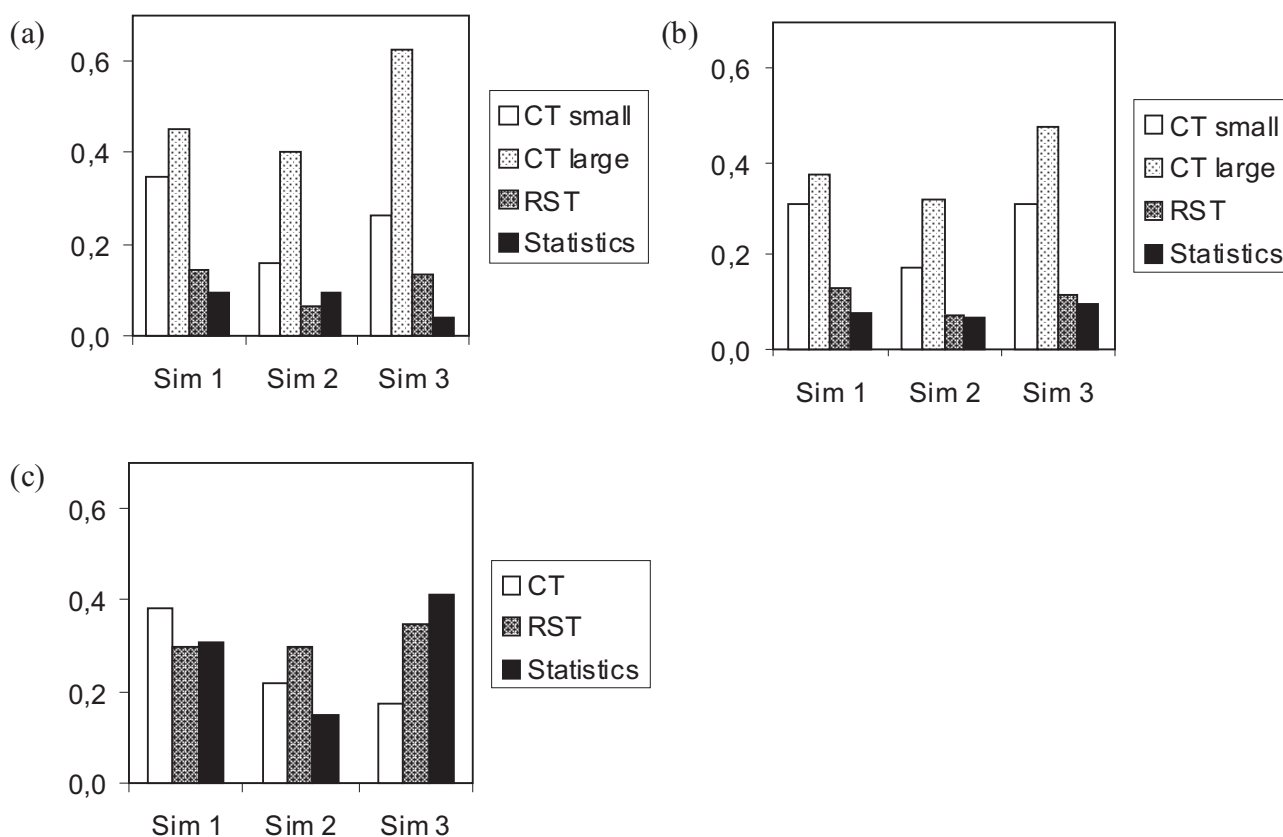 (a)
0,6
0,4
0,2
0,0
Sim 1 Sim 2 Sim 3
CT small
CT large
RST
Statistics
(b)
0,6
0,4
0,2
0,0
Sim 1 Sim 2 Sim 3
CT small
CT large
RST
Statistics
(c)
0,6
0,4
0,2
0,0
Sim 1 Sim 2 Sim 3
CT
RST
Statistics